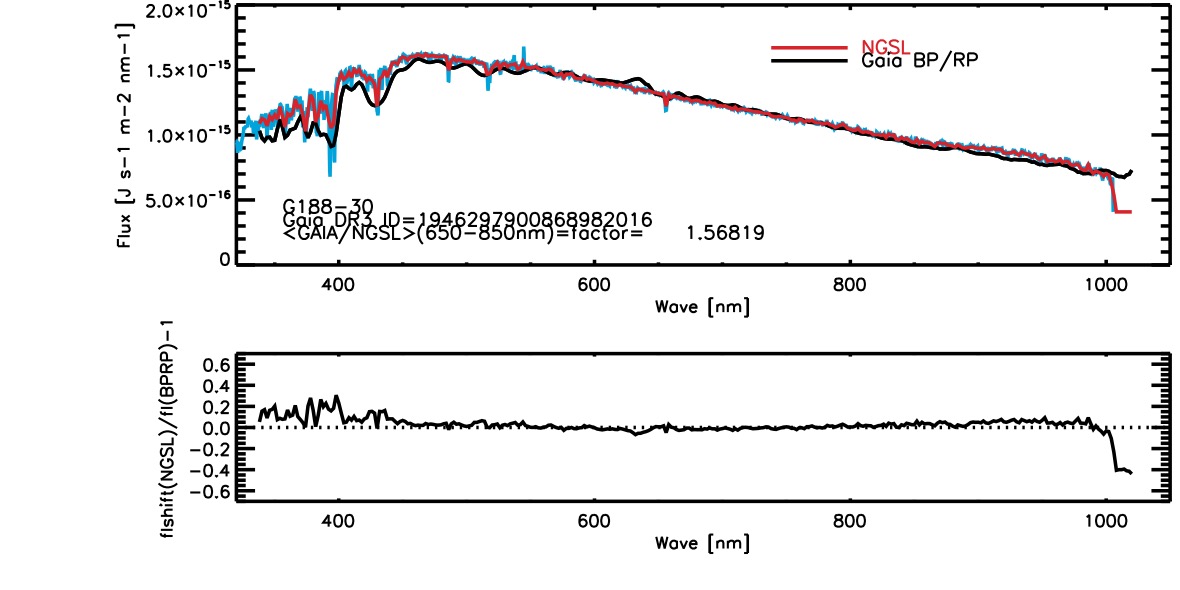 2.0×10−15
1.5×10−15
1.0×10−15
5.0×10−16
0
Flux [J s−1 m−2 nm−1]
NGSL
Gaia BP/RP
G188−30
Gaia DR3 ID=1946297900868982016
<GAIA/NGSL>(650−850nm)=factor= 1.56819
400 600 800 1000
Wave [nm]
flshift(NGSL)/fl(BPRP)−1
0.6
0.4
0.2
0.0
−0.2
−0.4
−0.6
400 600 800 1000
Wave [nm]